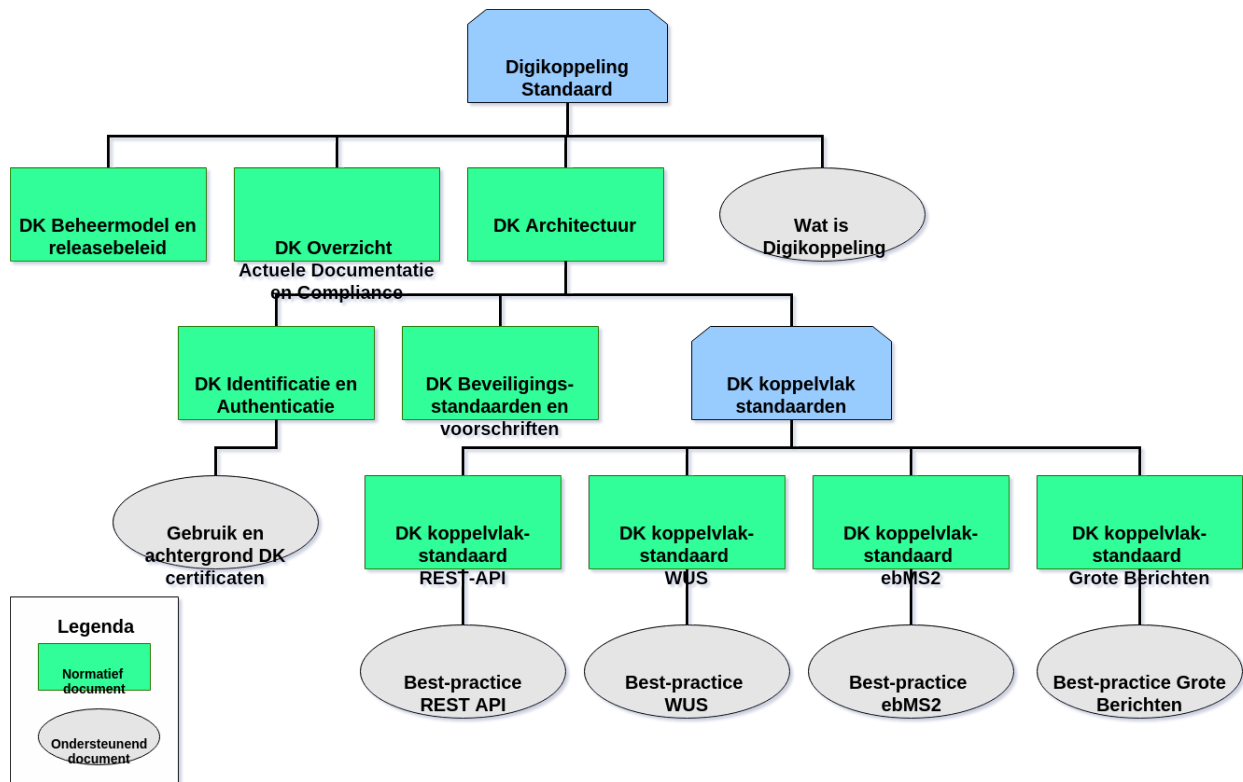 Digikoppeling
Standaard
DK Beheermodel en
releasebeleid
DK Overzicht
Actuele Documentatie
en Compliance
DK Architectuur
Wat is
Digikoppeling
DK Identificatie en
Authenticatie
DK Beveiligings-
standaarden en
voorschriften
DK koppelvlak
standaarden
Gebruik en
achtergrond DK
certificaten
DK koppelvlak-
standaard
REST-API
DK koppelvlak-
standaard
WUS
DK koppelvlak-
standaard
ebMS2
DK koppelvlak-
standaard
Grote Berichten
Best-practice
REST API
Best-practice
WUS
Best-practice
ebMS2
Best-practice Grote
Berichten
Legenda
Normatief
document
Ondersteunend
document